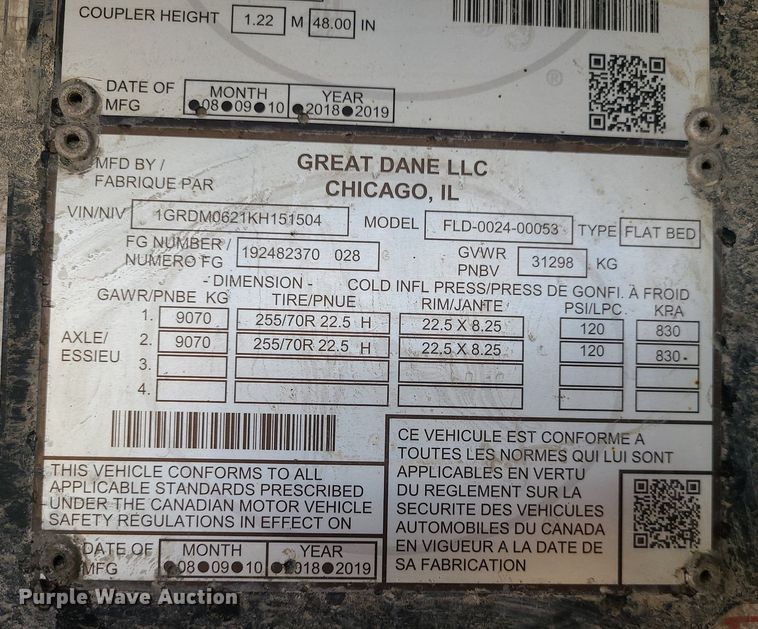 COUPLER HEIGHT 1.22 M 48.00 IN
®
DATE OF MFG MONTH YEAR
08 09 10 2018 2019
MFD BY / FABRIQUE PAR
GREAT DANE LLC
CHICAGO, IL
VIN/NIV 1GRDM0621KH151504 MODEL FLD-0024-00053 TYPE FLAT BED
FG NUMBER / NUMERO FG 192482370 028 GVWR PNBV 31298 KG
- DIMENSION - COLD INFL PRESS/PRESS DE GONFI. A FROID
GAWR/PNBE KG TIRE/PNUE RIM/JANTE PSI/LPC KPA
AXLE/ ESSIEU
1. 9070 255/70R 22.5 H 22.5 X 8.25 120 830
2. 9070 255/70R 22.5 H 22.5 X 8.25 120 830
3.
4.
THIS VEHICLE CONFORMS TO ALL
APPLICABLE STANDARDS PRESCRIBED
UNDER THE CANADIAN MOTOR VEHICLE
SAFETY REGULATIONS IN EFFECT ON
DATE OF MFG MONTH YEAR
08 09 10 2018 2019
CE VEHICULE EST CONFORME A
TOUTES LES NORMES QUI LUI SONT
APPLICABLES EN VERTU
DU REGLEMENT SUR LA
SECURITE DES VEHICULES
AUTOMOBILES DU CANADA
EN VIGUEUR A LA DATE DE
SA FABRICATION
Purple Wave Auction